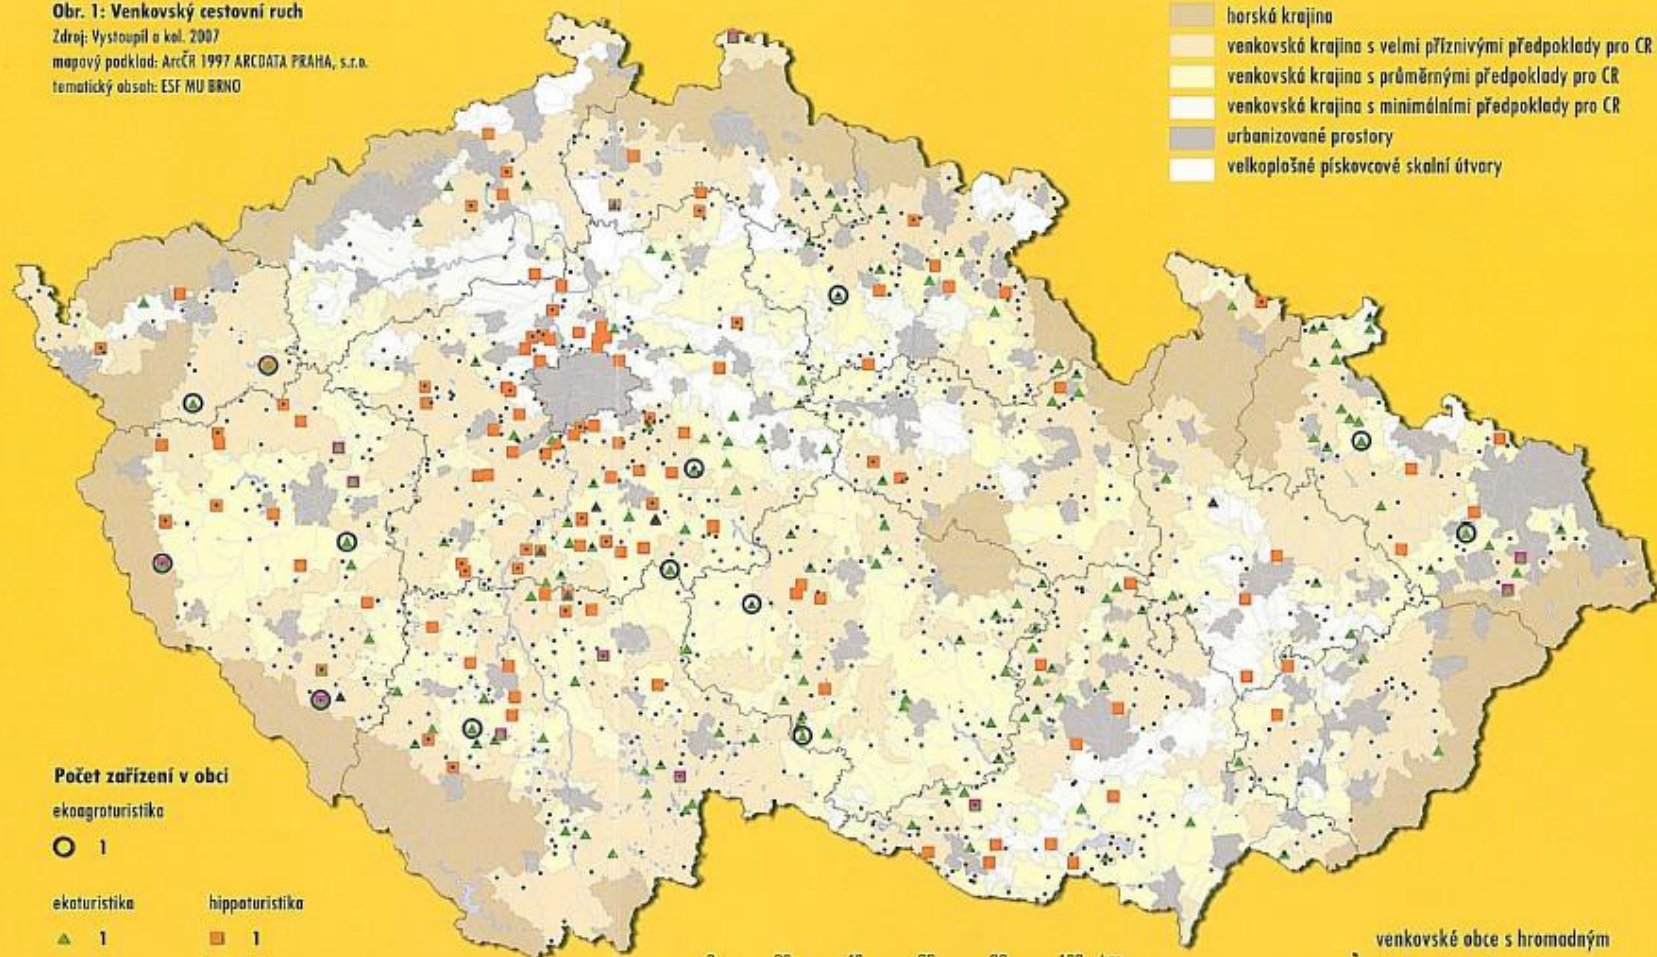 Obr. 1: Venkovský cestovní ruch
Zdroj: Vystoupil a kol. 2007
mapový podklad: ArcČR 1997 ARCDATA PRAHA, s.r.o.
tematický obsah: ESF MU BRNO
horská krajina
venkovská krajina s velmi příznivými předpoklady pro CR
venkovská krajina s průměrnými předpoklady pro CR
venkovská krajina s minimálními předpoklady pro CR
urbanizované prostory
velkoplošné pískovcové skalní útvary
Počet zařízení v obci
ekoagroturistika
1
ekoturistika hippoturistika
1 1
venkovské obce s hromadným